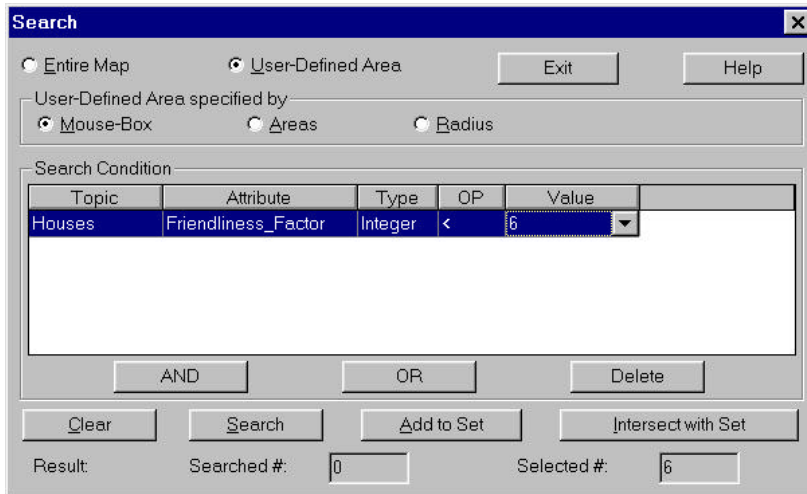 Search
Entire Map User-Defined Area Exit Help
User-Defined Area specified by
Mouse-Box Areas Radius
Search Condition
Topic Attribute Type OP Value
Houses Friendliness_Factor Integer < 6
AND OR Delete
Clear Search Add to Set Intersect with Set
Result: Searched #: 0 Selected #: 6